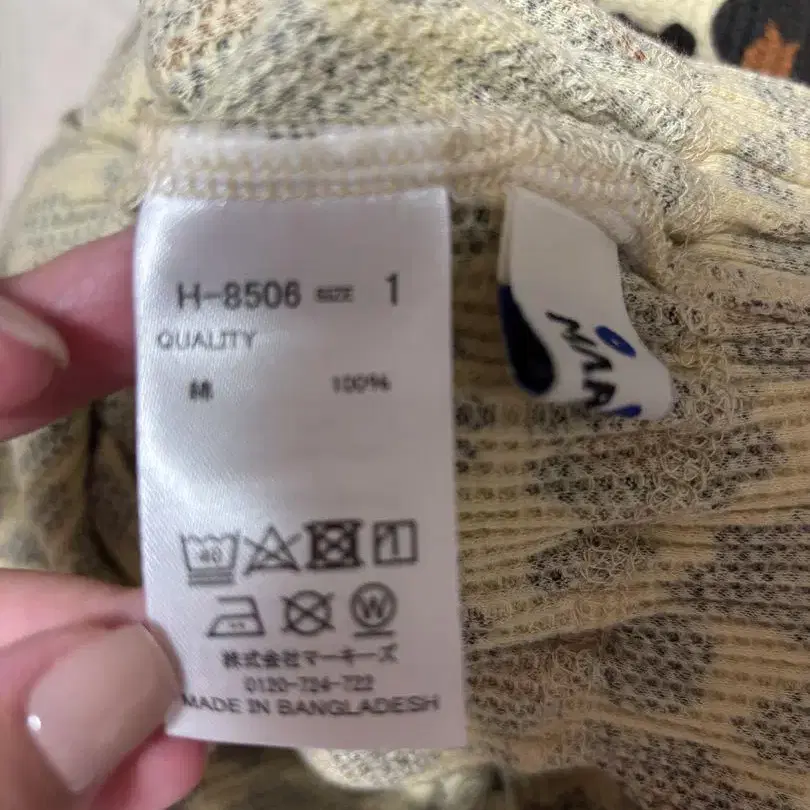 H-8506 SIZE 1
QUALITY
綿 100%
40
W
株式会社マーキーズ
0120-724-722
MADE IN BANGLADESH